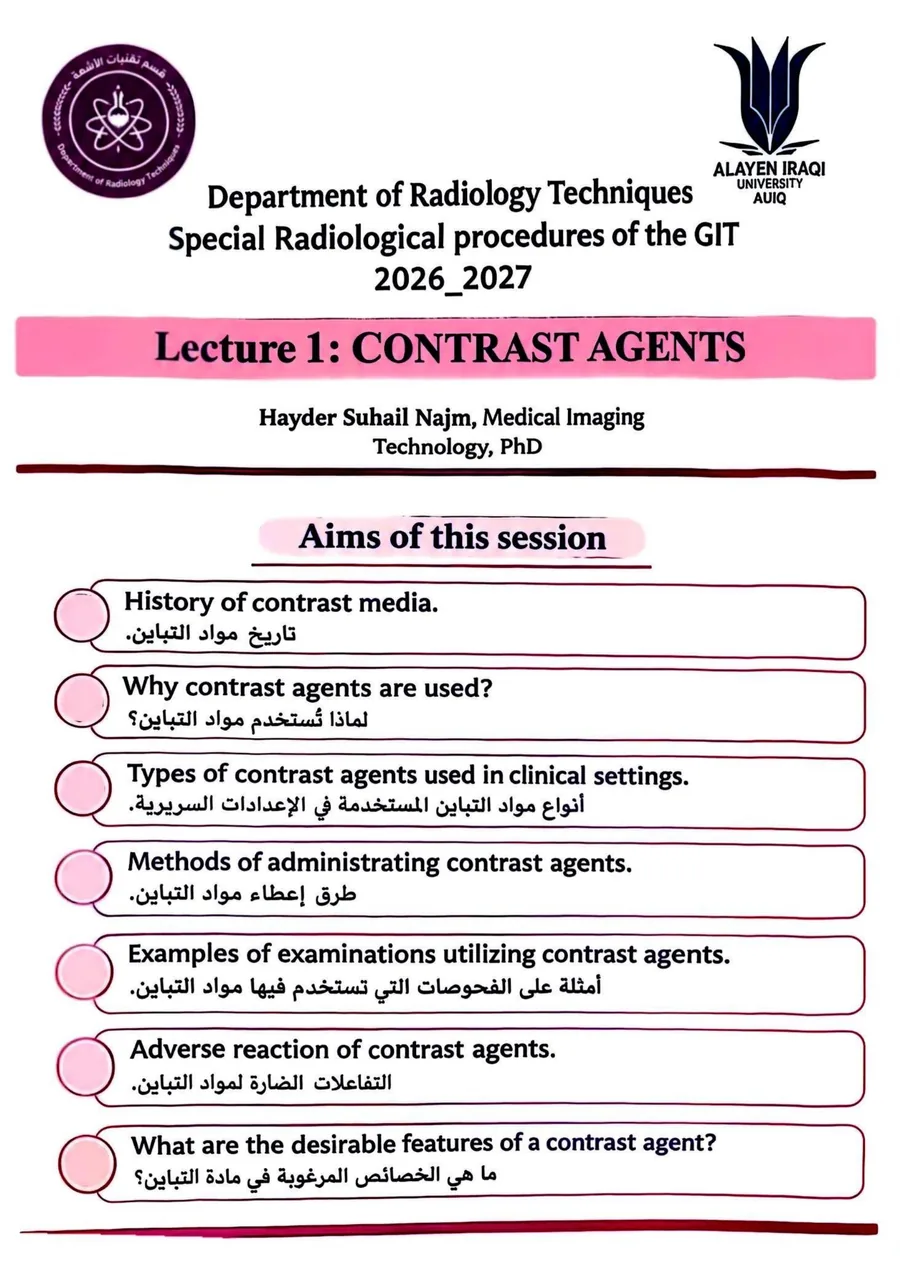 قسم تقنيات الأشعة
Department of Radiology Techniques
ALAYEN IRAQI
UNIVERSITY
AUIQ
Department of Radiology Techniques
Special Radiological procedures of the GIT
2026_2027
Lecture 1: CONTRAST AGENTS
Hayder Suhail Najm, Medical Imaging
Technology, PhD
Aims of this session
History of contrast media.
تاريخ مواد التباين.
Why contrast agents are used?
لماذا تُستخدم مواد التباين؟
Types of contrast agents used in clinical settings.
أنواع مواد التباين المستخدمة في الإعدادات السريرية.
Methods of administrating contrast agents.
طرق إعطاء مواد التباين.
Examples of examinations utilizing contrast agents.
أمثلة على الفحوصات التي تستخدم فيها مواد التباين.
Adverse reaction of contrast agents.
التفاعلات الضارة لمواد التباين.
What are the desirable features of a contrast agent?
ما هي الخصائص المرغوبة في مادة التباين؟